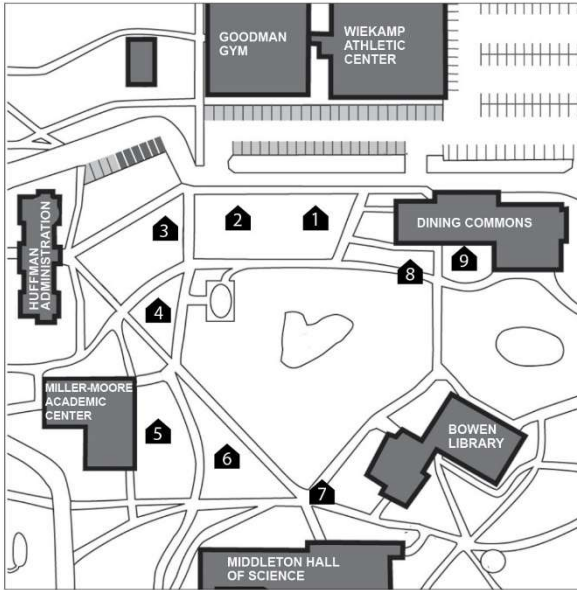 GOODMAN
GYM
WIEKAMP
ATHLETIC
CENTER
HUFFMAN
ADMINISTRATION
3
2
1
DINING COMMONS
9
8
4
MILLER-MOORE
ACADEMIC
CENTER
5
6
7
BOWEN
LIBRARY
MIDDLETON HALL
OF SCIENCE